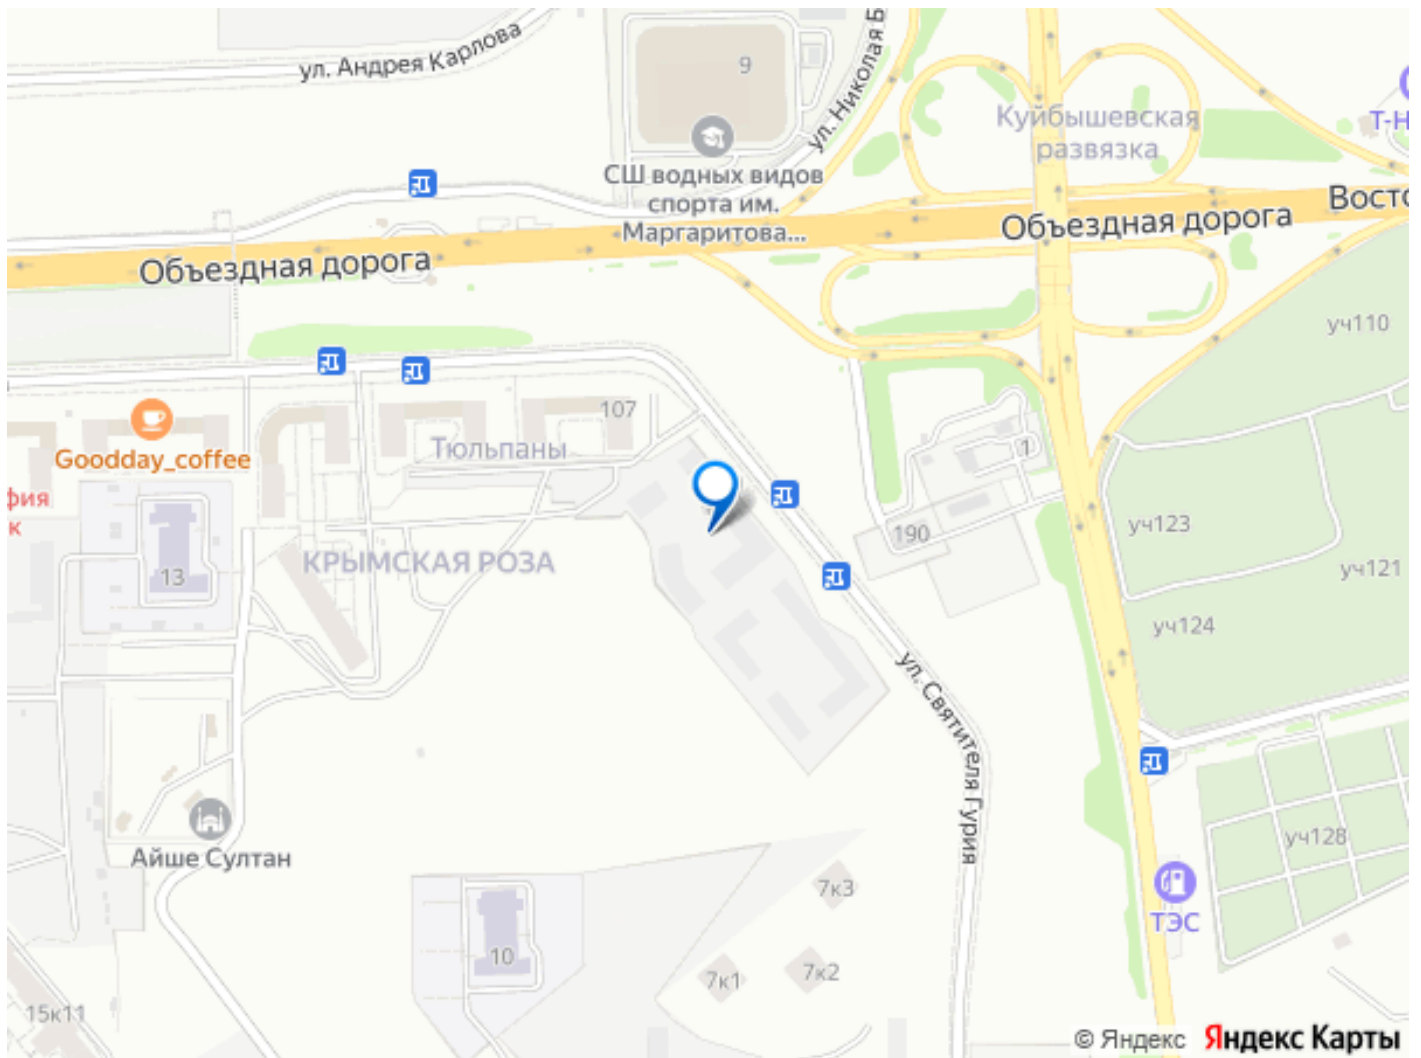 ул. Андрея Карлова
9
ул. Николая Б
Куйбышевская
развязка
Т-Н
СШ водных видов
спорта им.
Маргаритова...
Восто
Объездная дорога
Объездная дорога
уч110
107
Goodday_coffee
Тюльпаны
1
фия
к
190
уч123
КРЫМСКАЯ РОЗА
13
уч121
уч124
ул. Святителя Гурия
Айше Султан
уч128
7к3
ТЭС
10
7к1
7к2
15к11
© Яндекс Яндекс Карты